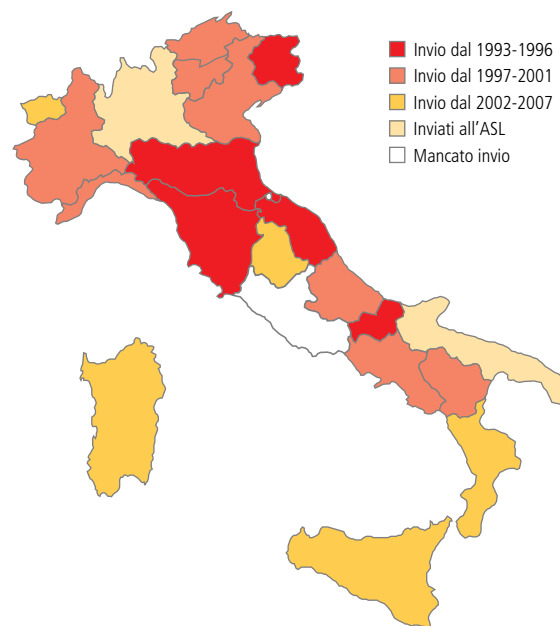 Invio dal 1993-1996
Invio dal 1997-2001
Invio dal 2002-2007
Inviati all'ASL
Mancato invio